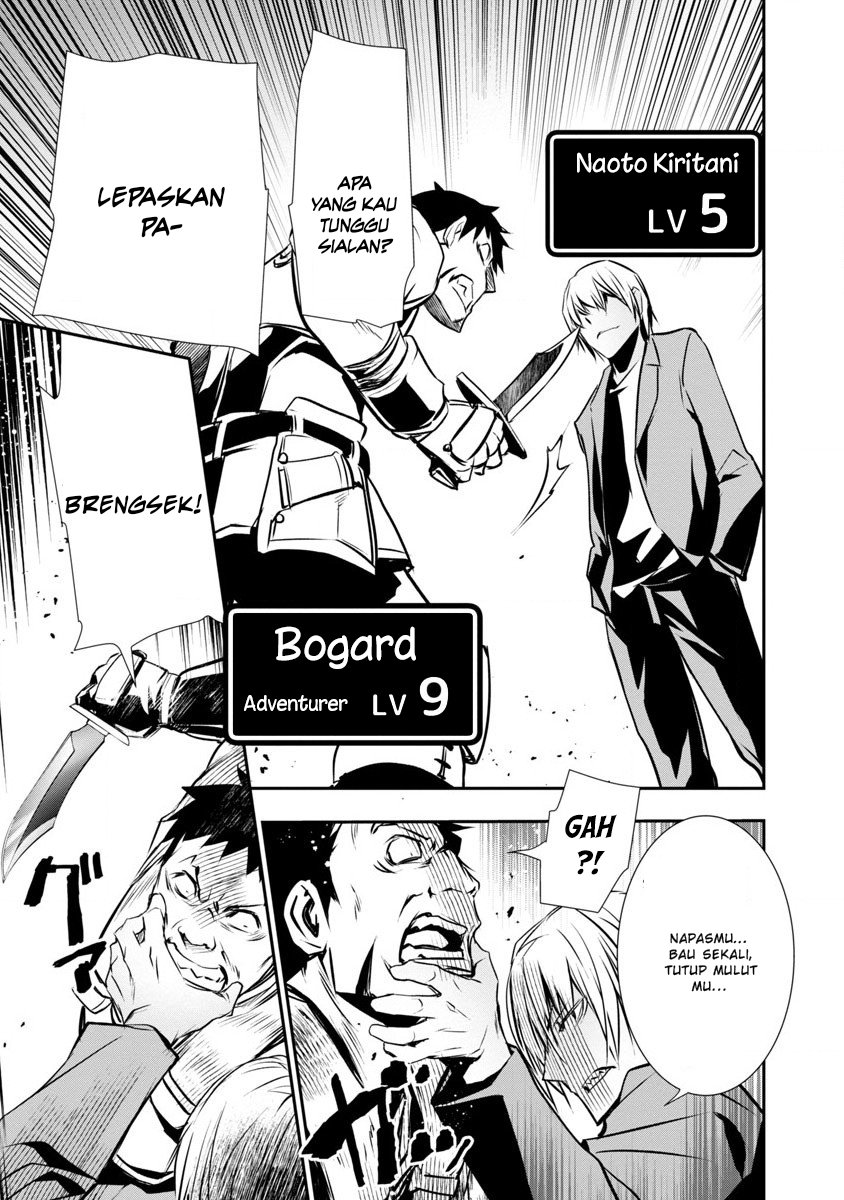 Naoto Kiritani
LV 5
APA
YANG KAU
TUNGGU
SIALAN?
LEPASKAN
PA-
BRENGSEK!
Bogard
Adventurer LV 9
GAH
?!
NAPASMU...
BAU SEKALI,
TUTUP MULUT
MU...
グ